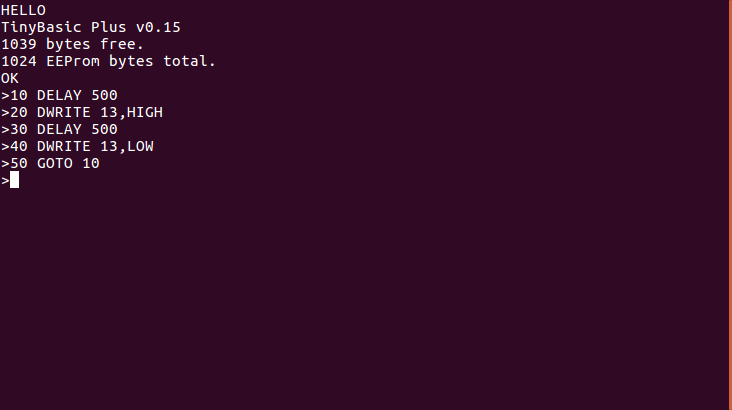 HELLO
TinyBasic Plus v0.15
1039 bytes free.
1024 EEProm bytes total.
OK
>10 DELAY 500
>20 DWRITE 13,HIGH
>30 DELAY 500
>40 DWRITE 13,LOW
>50 GOTO 10
>